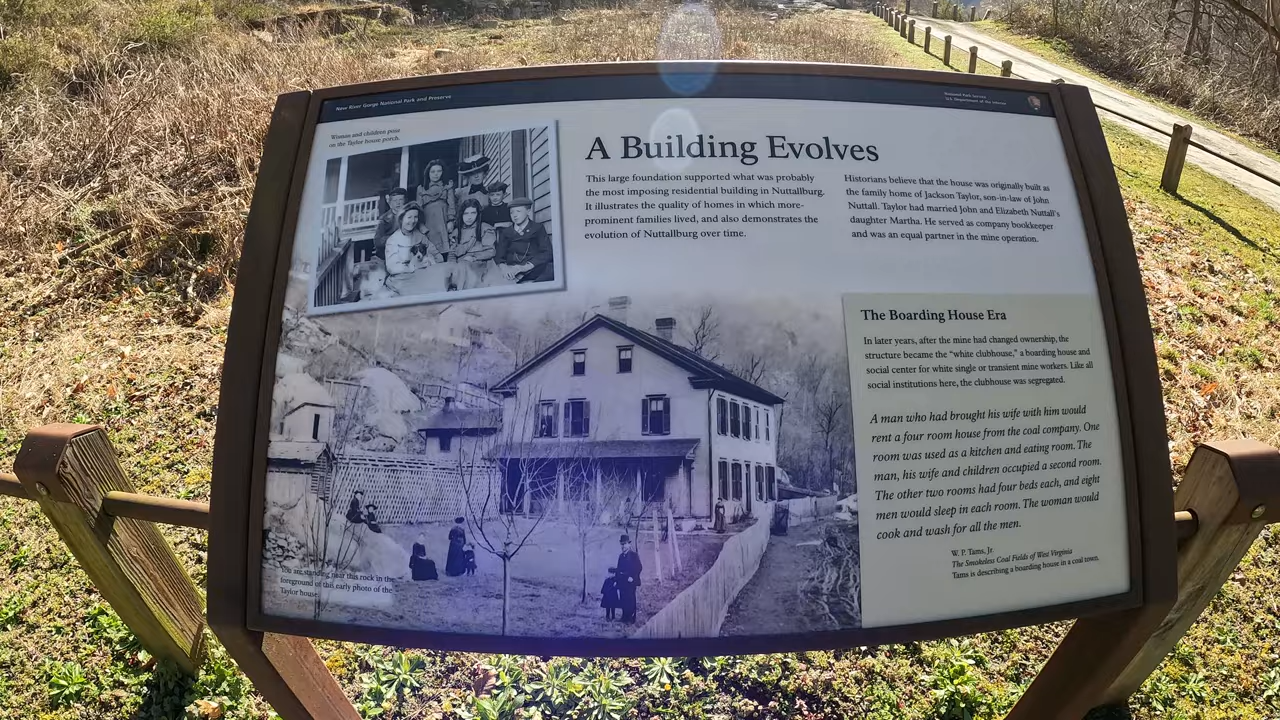 New River Gorge National Park and Preserve
National Park Service
U.S. Department of the Interior
Women and children pose
on the Taylor house porch.
A Building Evolves
This large foundation supported what was probably
the most imposing residential building in Nuttallburg.
It illustrates the quality of homes in which more-
prominent families lived, and also demonstrates the
evolution of Nuttallburg over time.
Historians believe that the house was originally built as
the family home of Jackson Taylor, son-in-law of John
Nuttall. Taylor had married John and Elizabeth Nuttall's
daughter Martha. He served as company bookkeeper
and was an equal partner in the mine operation.
The Boarding House Era
In later years, after the mine had changed ownership, the
structure became the “white clubhouse,” a boarding house and
social center for white single or transient mine workers. Like all
social institutions here, the clubhouse was segregated.
A man who had brought his wife with him would
rent a four room house from the coal company. One
room was used as a kitchen and eating room. The
man, his wife and children occupied a second room.
The other two rooms had four beds each, and eight
men would sleep in each room. The woman would
cook and wash for all the men.
W. P. Tams, Jr.
The Smokeless Coal Fields of West Virginia
Tams is describing a boarding house in a coal town.
You are standing near this rock in the
foreground of this early photo of the
Taylor house.